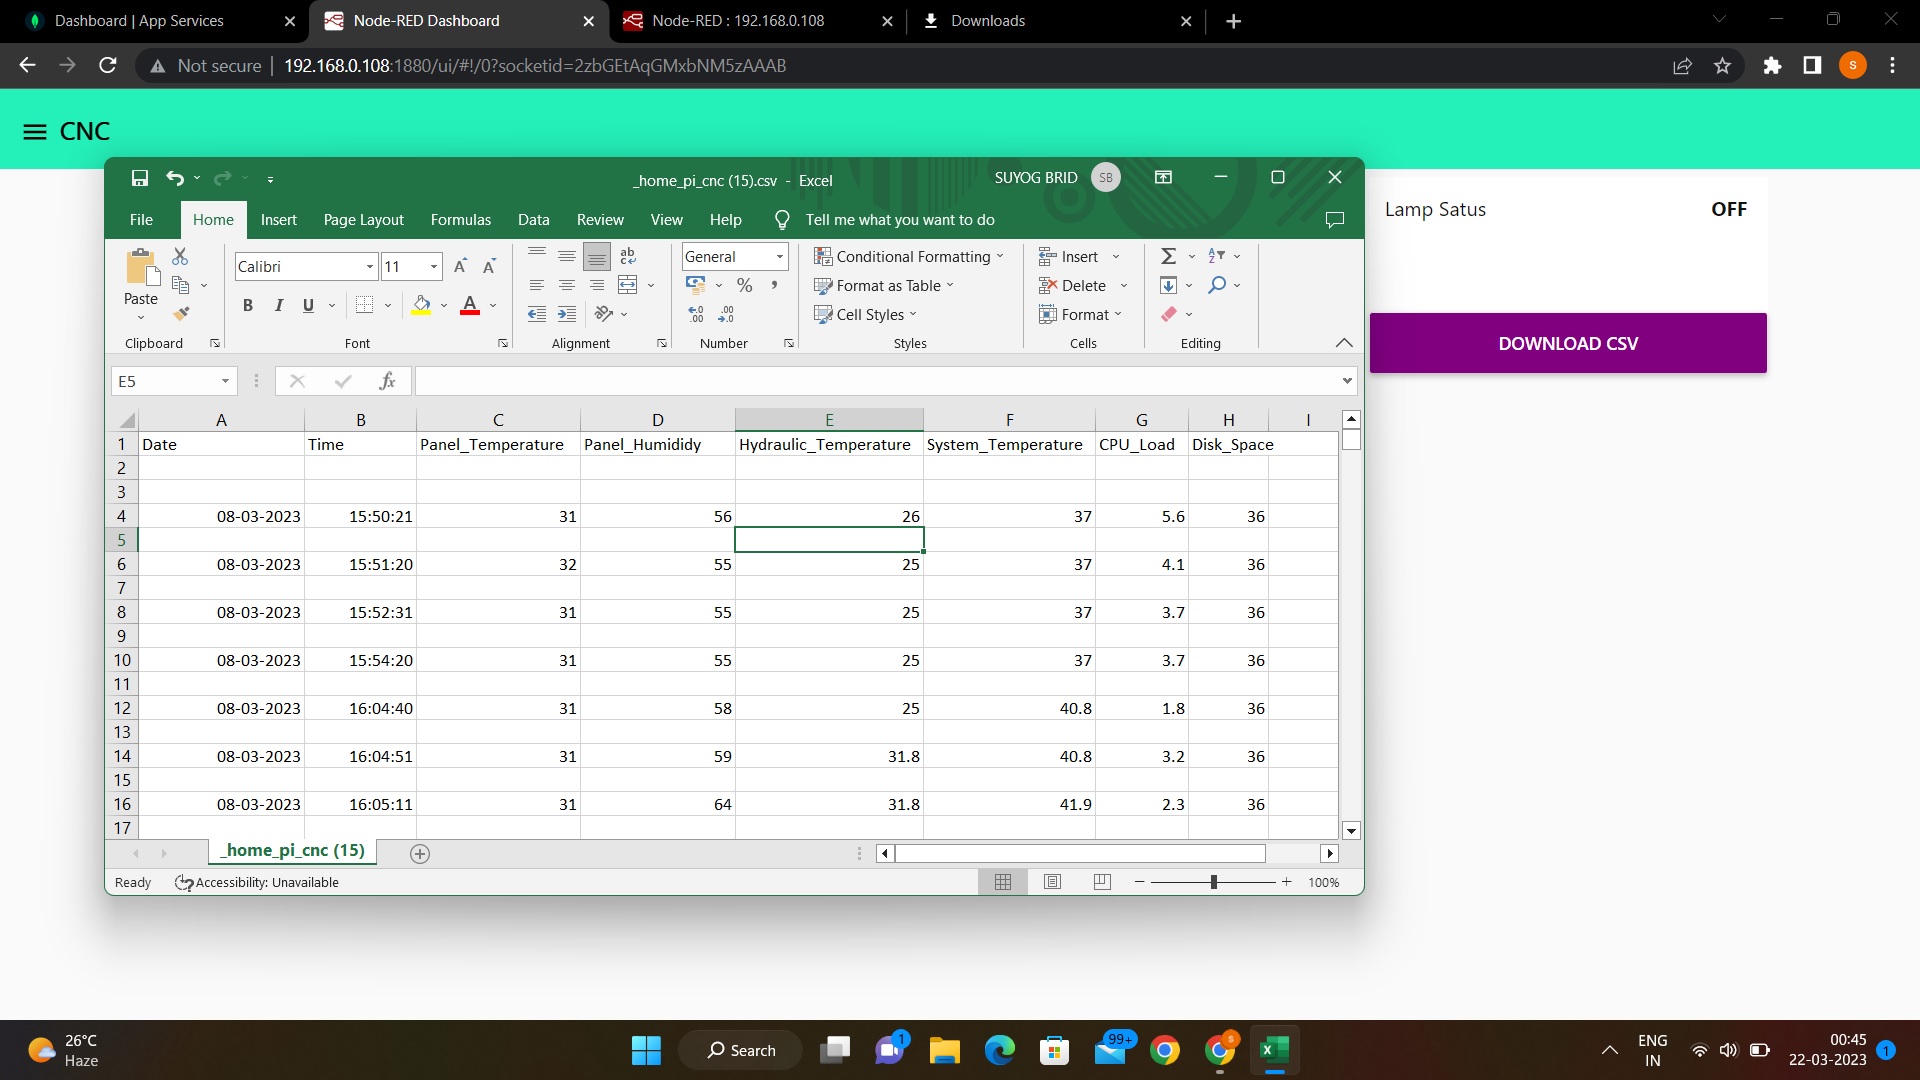 Dashboard | App Services
Node-RED Dashboard
Node-RED : 192.168.0.108
Downloads
Not secure | 192.168.0.108:1880/ui/#!/0?socketid=2zbGEtAqGMxbNM5zAAAB
S
CNC
_home_pi_cnc (15).csv - Excel
SUYOG BRID SB
File Home Insert Page Layout Formulas Data Review View Help Tell me what you want to do
Lamp Satus OFF
DOWNLOAD CSV
Paste
Calibri 11
B I U A
ab
General
% ,
Conditional Formatting
Format as Table
Cell Styles
Insert
Delete
Format
Clipboard Font Alignment Number Styles Cells Editing
E5 fx
A B C D E F G H I
1 Date Time Panel_Temperature Panel_Humididy Hydraulic_Temperature System_Temperature CPU_Load Disk_Space
2
3
4 08-03-2023 15:50:21 31 56 26 37 5.6 36
5
6 08-03-2023 15:51:20 32 55 25 37 4.1 36
7
8 08-03-2023 15:52:31 31 55 25 37 3.7 36
9
10 08-03-2023 15:54:20 31 55 25 37 3.7 36
11
12 08-03-2023 16:04:40 31 58 25 40.8 1.8 36
13
14 08-03-2023 16:04:51 31 59 31.8 40.8 3.2 36
15
16 08-03-2023 16:05:11 31 64 31.8 41.9 2.3 36
17
_home_pi_cnc (15)
Ready Accessibility: Unavailable 100%
26°C
Haze
Search
1
99+
ENG
IN
00:45
22-03-2023
1